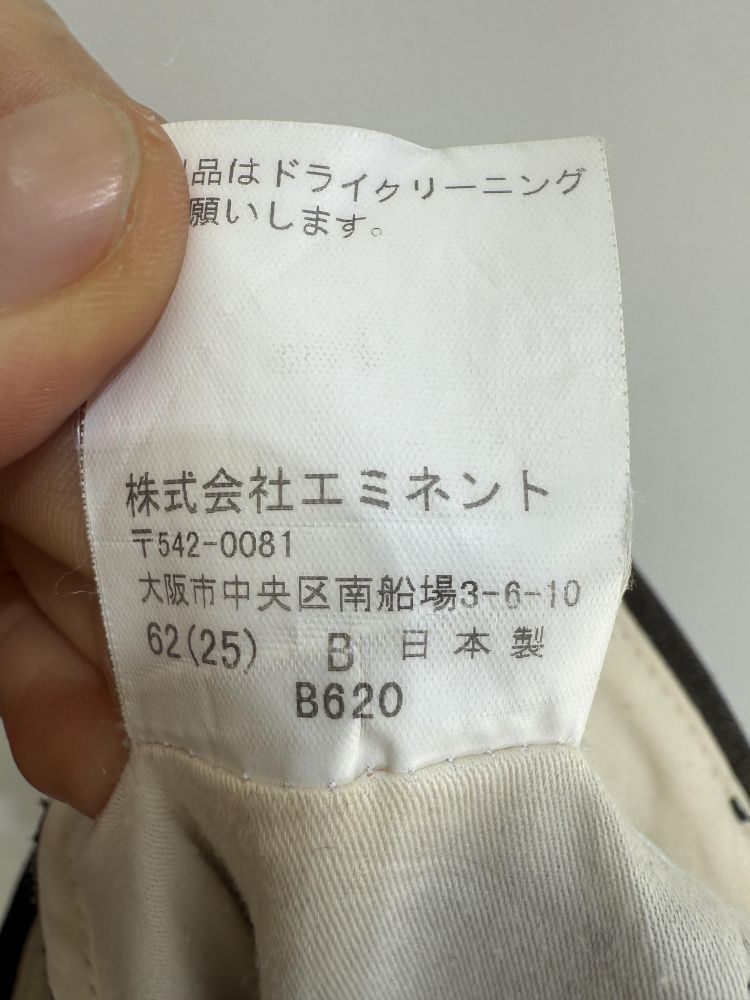 品はドライクリーニング
願いします。
株式会社エミネント
〒542-0081
大阪市中央区南船場3-6-10
62(25) B 日本製
B620